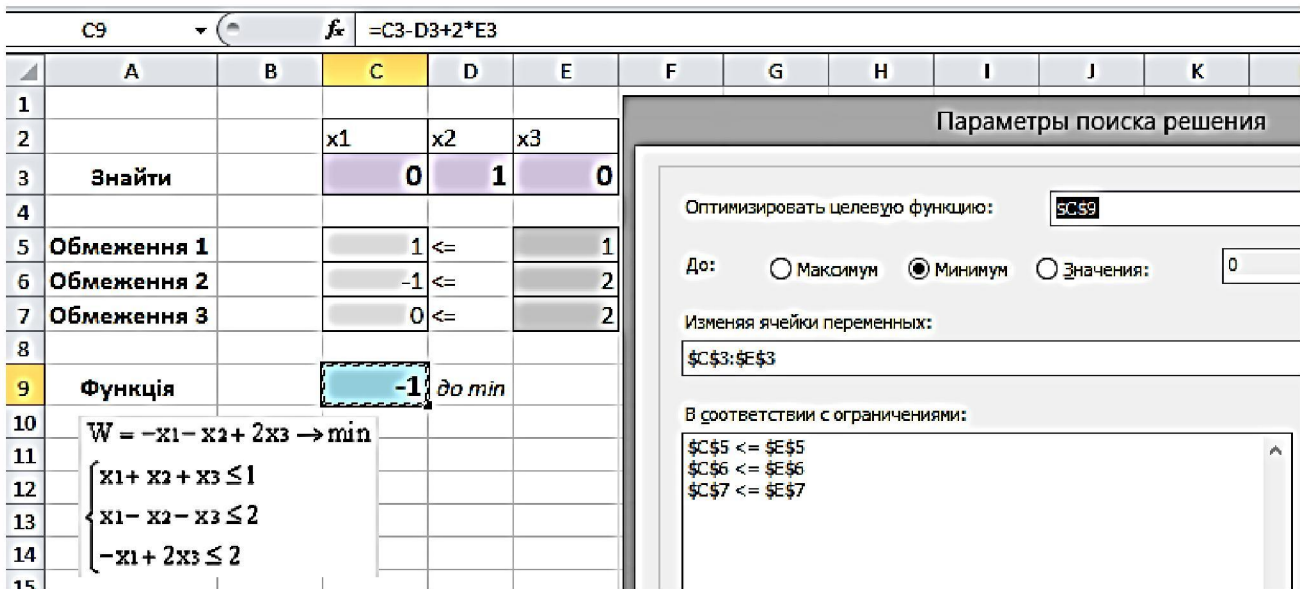 C9 fx =C3-D3+2*E3
A B C D E F G H I J K
1
2 x1 x2 x3
3 Знайти 0 1 0
4
5 Обмеження 1 1 <= 1
6 Обмеження 2 -1 <= 2
7 Обмеження 3 0 <= 2
8
9 Функція -1 до min
10 W = -x1- x2+ 2x3 →min
11 x1+ x2 + x3 ≤1
12
13 x1- x2- x3 ≤2
14 -x1+ 2x3 ≤ 2
15
Параметры поиска решения
Оптимизировать целевую функцию: $C$9
До: Максимум Минимум Значения: 0
Изменяя ячейки переменных:
$C$3:$E$3
В соответствии с ограничениями:
$C$5 <= $E$5
$C$6 <= $E$6
$C$7 <= $E$7